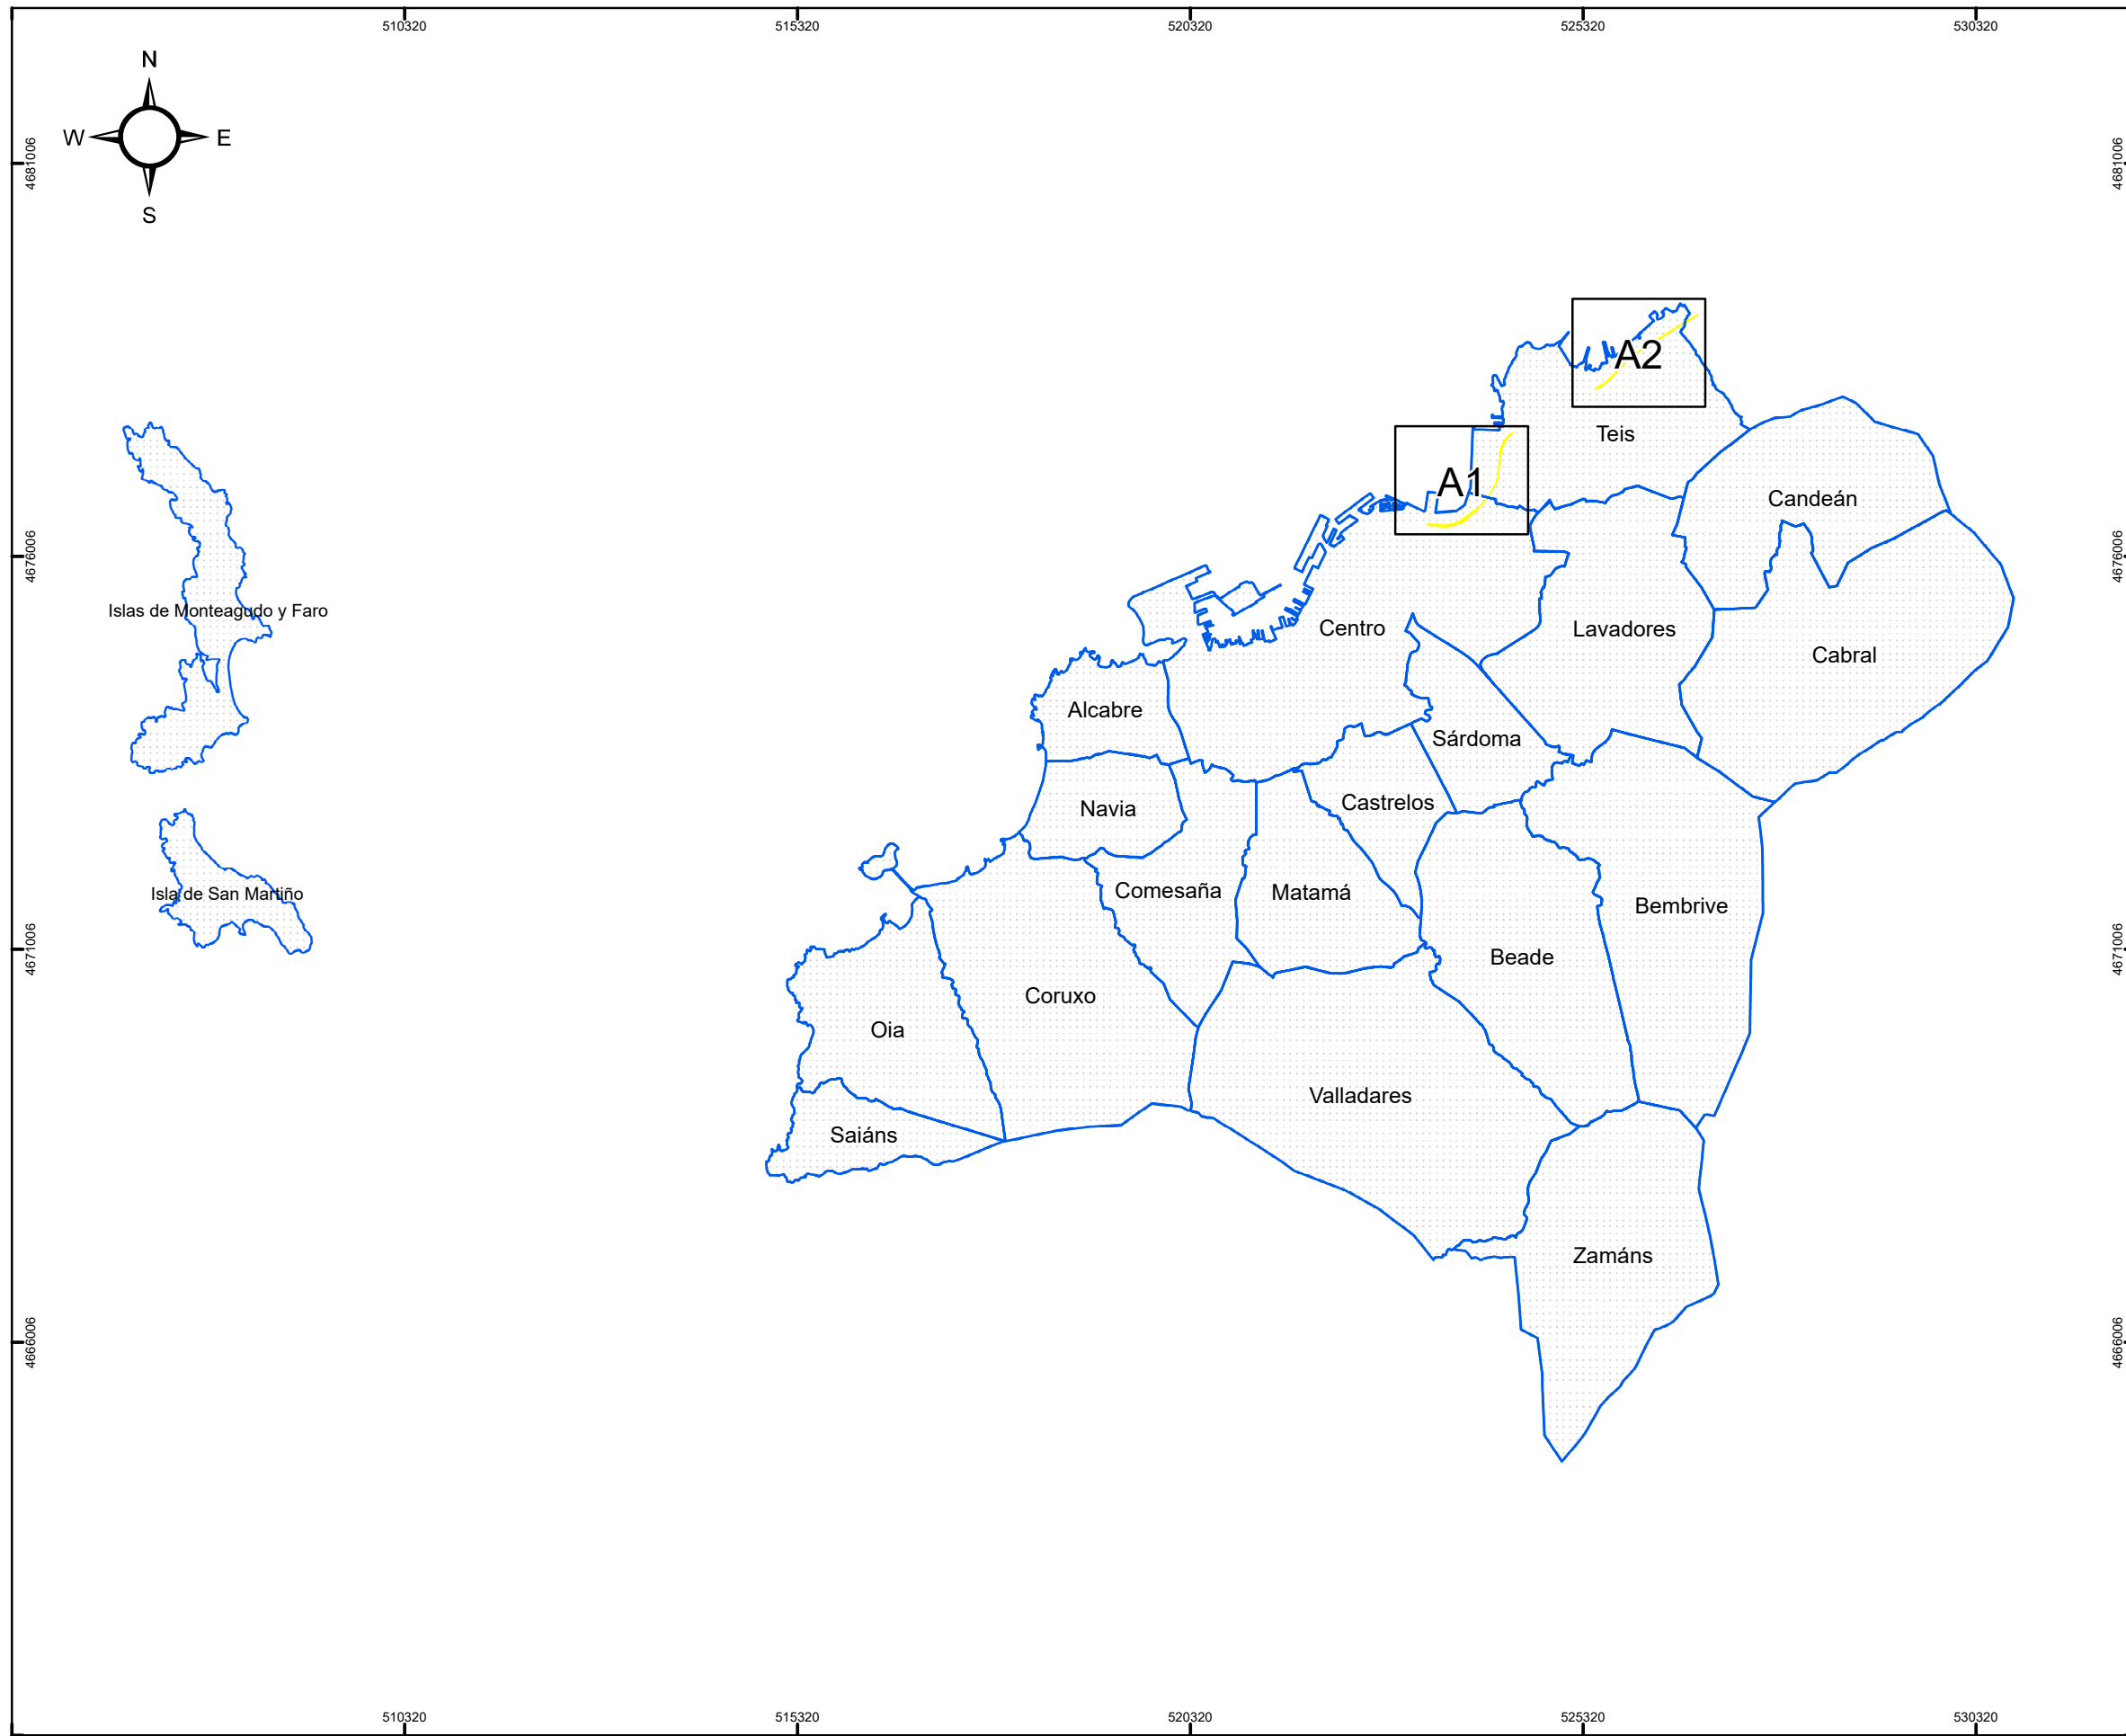 510320
515320
520320
525320
530320
N
W
E
S
4681006
4681006
A2
Teis
A1
Candeán
4676006
4676006
Islas de Monteagudo y Faro
Centro
Lavadores
Cabral
Alcabre
Sárdoma
Navia
Castrelos
Isla de San Martiño
Comesaña
Matamá
Bembrive
4671006
4671006
Beade
Coruxo
Oia
Valladares
Saiáns
Zamáns
4666006
4666006
510320
515320
520320
525320
530320